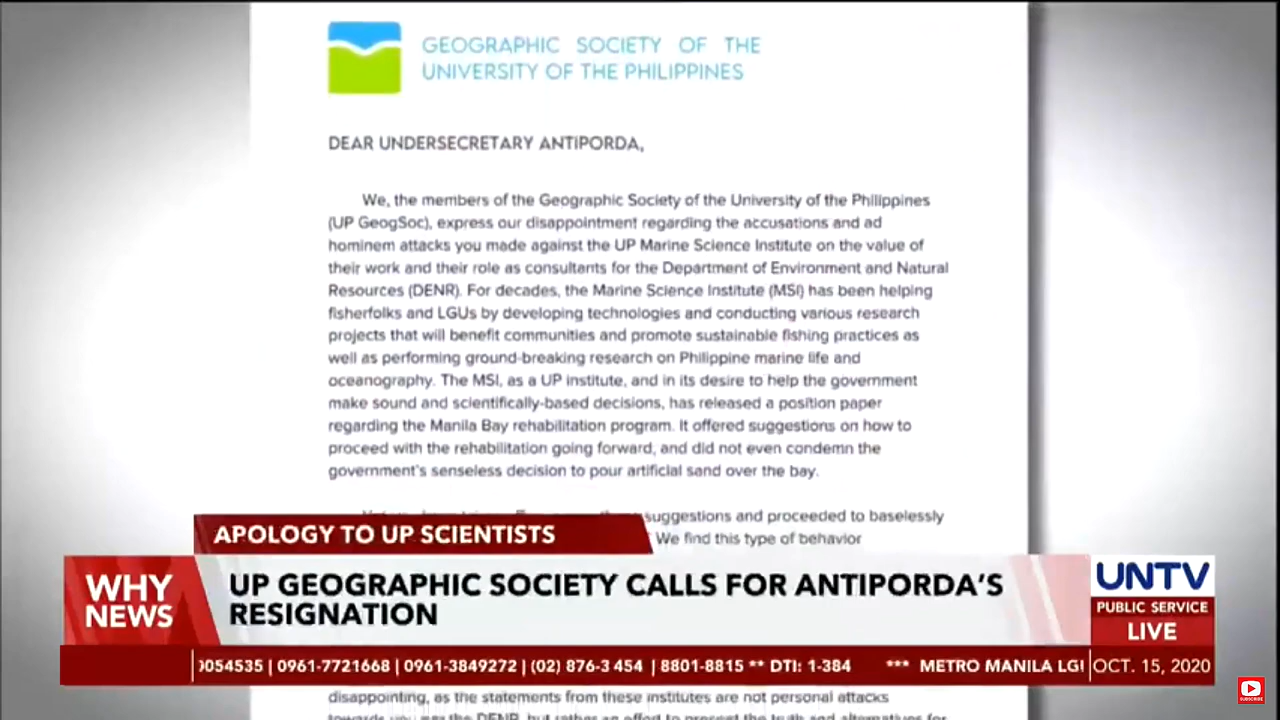 GEOGRAPHIC SOCIETY OF THE
UNIVERSITY OF THE PHILIPPINES
DEAR UNDERSECRETARY ANTIPORDA,
We, the members of the Geographic Society of the University of the Philippines
(UP GeogSoc), express our disappointment regarding the accusations and ad
hominem attacks you made against the UP Marine Science Institute on the value of
their work and their role as consultants for the Department of Environment and Natural
Resources (DENR). For decades, the Marine Science Institute (MSI) has been helping
fisherfolks and LGUs by developing technologies and conducting various research
projects that will benefit communities and promote sustainable fishing practices as
well as performing ground-breaking research on Philippine marine life and
oceanography. The MSI, as a UP institute, and in its desire to help the government
make sound and scientifically-based decisions, has released a position paper
regarding the Manila Bay rehabilitation program. It offered suggestions on how to
proceed with the rehabilitation going forward, and did not even condemn the
government's senseless decision to pour artificial sand over the bay.
suggestions and proceeded to baselessly
We find this type of behavior
APOLOGY TO UP SCIENTISTS
WHY
NEWS
UP GEOGRAPHIC SOCIETY CALLS FOR ANTIPORDA'S
RESIGNATION
UNTV
PUBLIC SERVICE
LIVE
0054535 | 0961-7721668 | 0961-3849272 | (02) 876-3 454 | 8801-8815 ** DTI: 1-384 *** METRO MANILA LG
OCT. 15, 2020
SUBSCRIBE
disappointing, as the statements from these institutes are not personal attacks